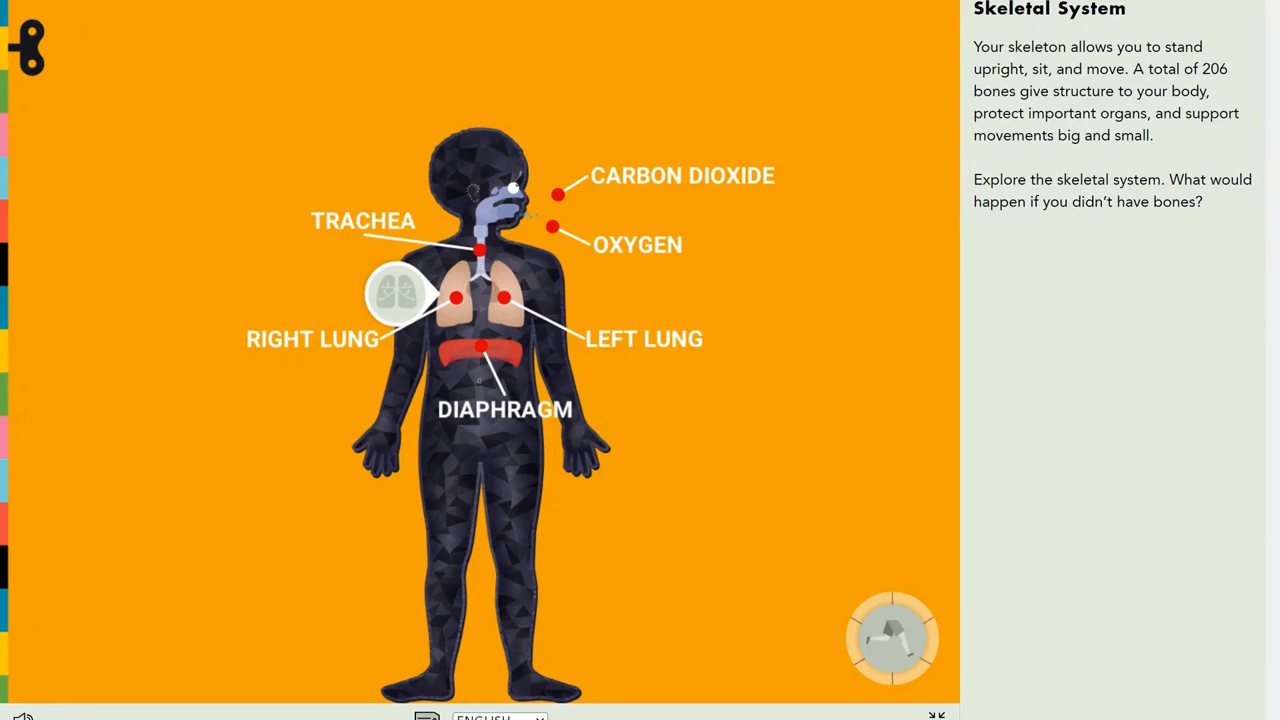 Skeletal System
Your skeleton allows you to stand
upright, sit, and move. A total of 206
bones give structure to your body,
protect important organs, and support
movements big and small.
Explore the skeletal system. What would
happen if you didn’t have bones?
CARBON DIOXIDE
TRACHEA
OXYGEN
RIGHT LUNG
LEFT LUNG
DIAPHRAGM
ENGLISH